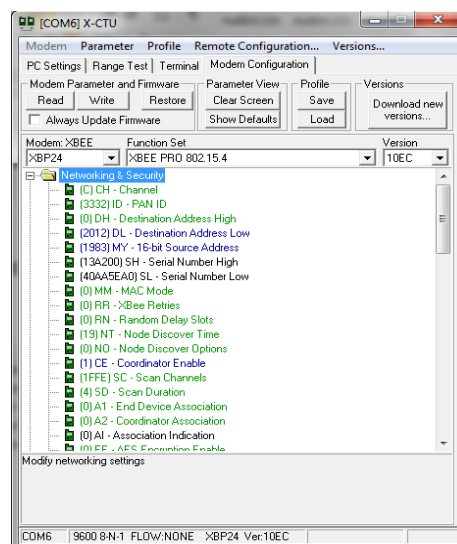 [COM6] X-CTU
Modem Parameter Profile Remote Configuration... Versions...
PC Settings Range Test Terminal Modem Configuration
Modem Parameter and Firmware Parameter View Profile Versions
Read Write Restore Clear Screen Save Download new versions...
Always Update Firmware Show Defaults Load
Modem: XBEE Function Set Version
XBP24 XBEE PRO 802.15.4 10EC
Networking & Security
(C) CH - Channel
(3332) ID - PAN ID
(0) DH - Destination Address High
(2012) DL - Destination Address Low
(1983) MY - 16-bit Source Address
(13A200) SH - Serial Number High
(40AA5EA0) SL - Serial Number Low
(0) MM - MAC Mode
(0) RR - XBee Retries
(0) RN - Random Delay Slots
(19) NT - Node Discover Time
(0) NO - Node Discover Options
(1) CE - Coordinator Enable
(1FFE) SC - Scan Channels
(4) SD - Scan Duration
(0) A1 - End Device Association
(0) A2 - Coordinator Association
(0) AI - Association Indication
(0) EE - AES Encryption Enable
Modify networking settings
COM6 9600 8-N-1 FLOW:NONE XBP24 Ver:10EC